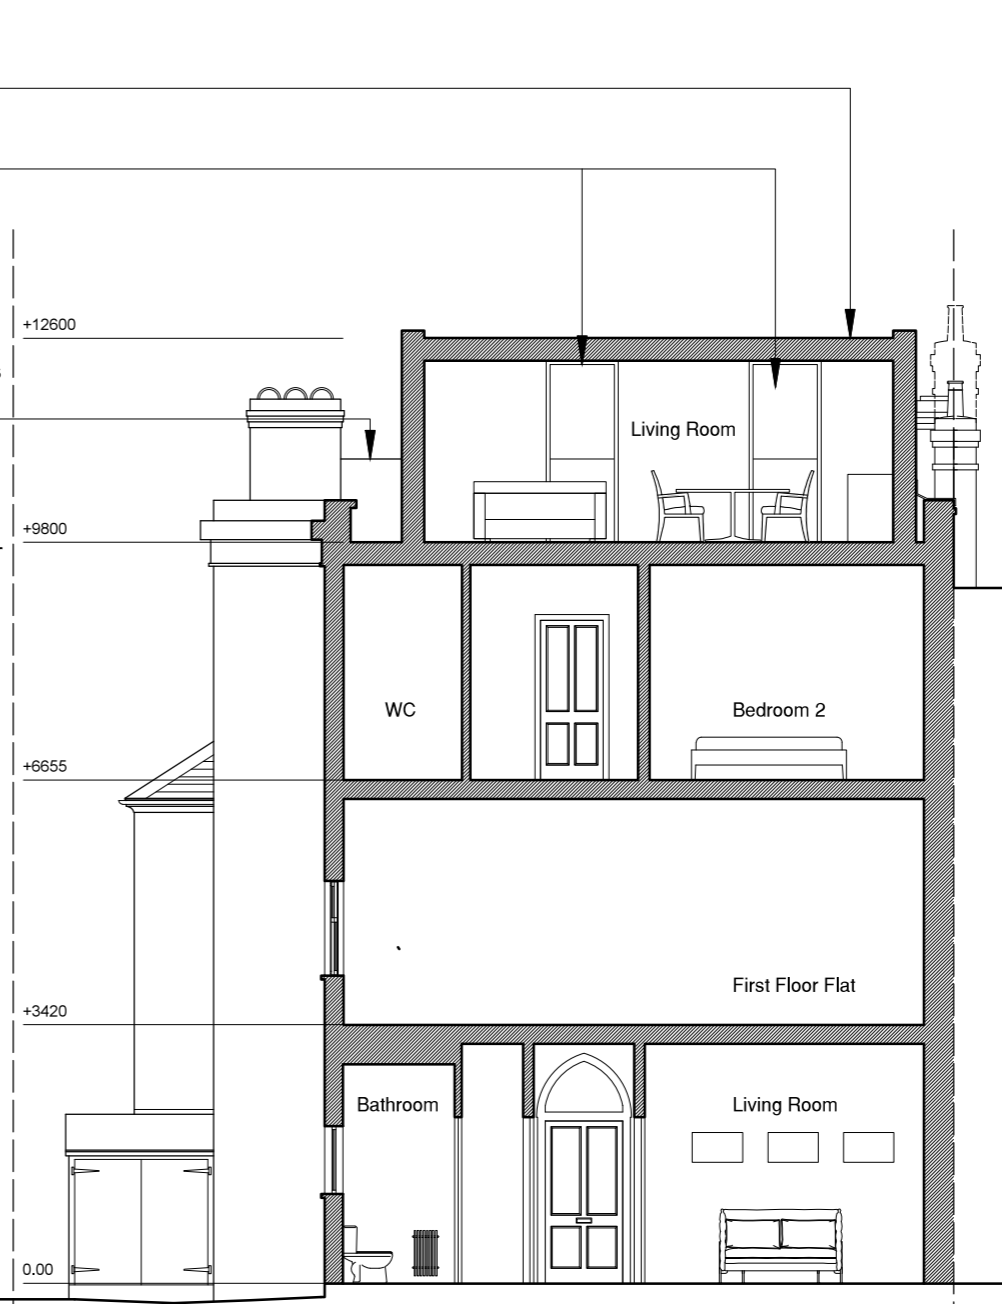 +12600
Living Room
+9800
WC
Bedroom 2
+6655
First Floor Flat
+3420
Bathroom
Living Room
0.00